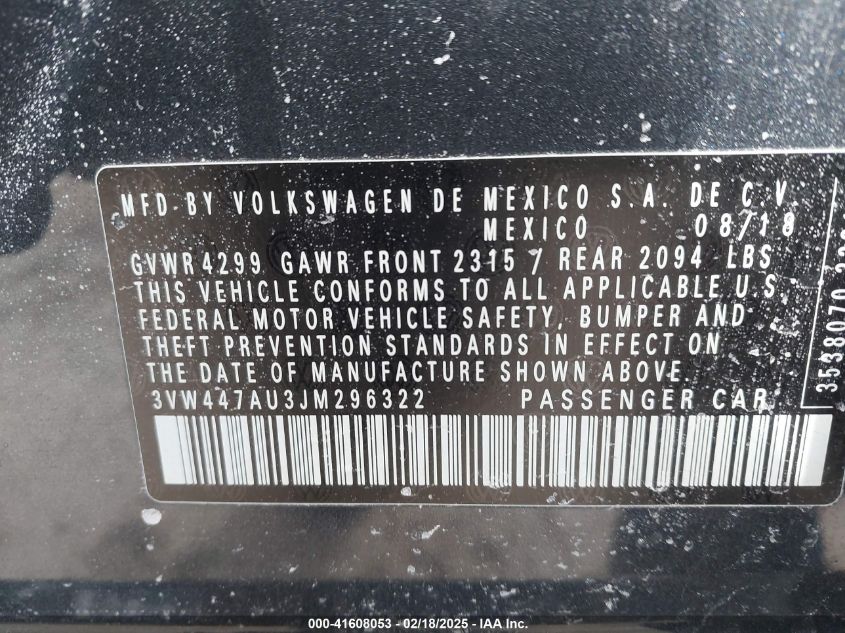 MFD. BY VOLKSWAGEN DE MEXICO S.A. DE C.V.
MEXICO 08/18
GVWR 4299 GAWR FRONT 2315 / REAR 2094 LBS
THIS VEHICLE CONFORMS TO ALL APPLICABLE U.S.
FEDERAL MOTOR VEHICLE SAFETY, BUMPER AND
THEFT PREVENTION STANDARDS IN EFFECT ON
THE DATE OF MANUFACTURE SHOWN ABOVE.
3VW447AU3JM296322 PASSENGER CAR
3538070
000-41608053 - 02/18/2025 - IAA Inc.